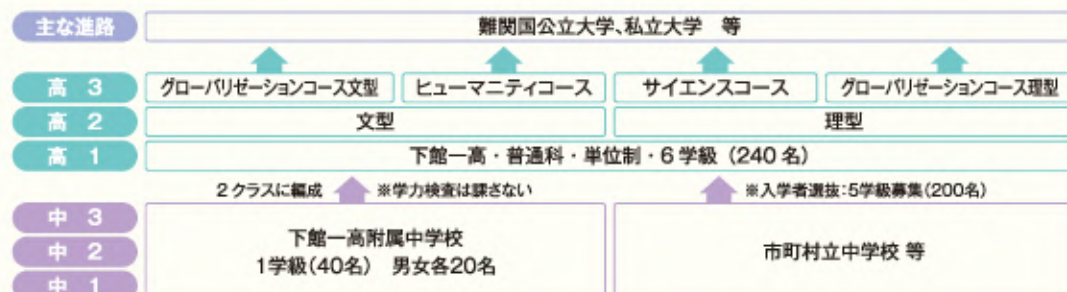 主な進路 難関国公立大学、私立大学 等
高 3 グローバリゼーションコース文型 ヒューマニティコース サイエンスコース グローバリゼーションコース理型
高 2 文型 理型
高 1 下館一高・普通科・単位制・6学級(240名)
2クラスに編成 ※学力検査は課さない ※入学者選抜:5学級募集(200名)
中 3
中 2
中 1
下館一高附属中学校
1学級(40名) 男女各20名
市町村立中学校 等